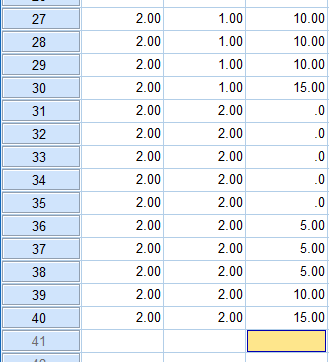 27 2.00 1.00 10.00
28 2.00 1.00 10.00
29 2.00 1.00 10.00
30 2.00 1.00 15.00
31 2.00 2.00 .0
32 2.00 2.00 .0
33 2.00 2.00 .0
34 2.00 2.00 .0
35 2.00 2.00 .0
36 2.00 2.00 5.00
37 2.00 2.00 5.00
38 2.00 2.00 5.00
39 2.00 2.00 10.00
40 2.00 2.00 15.00
41